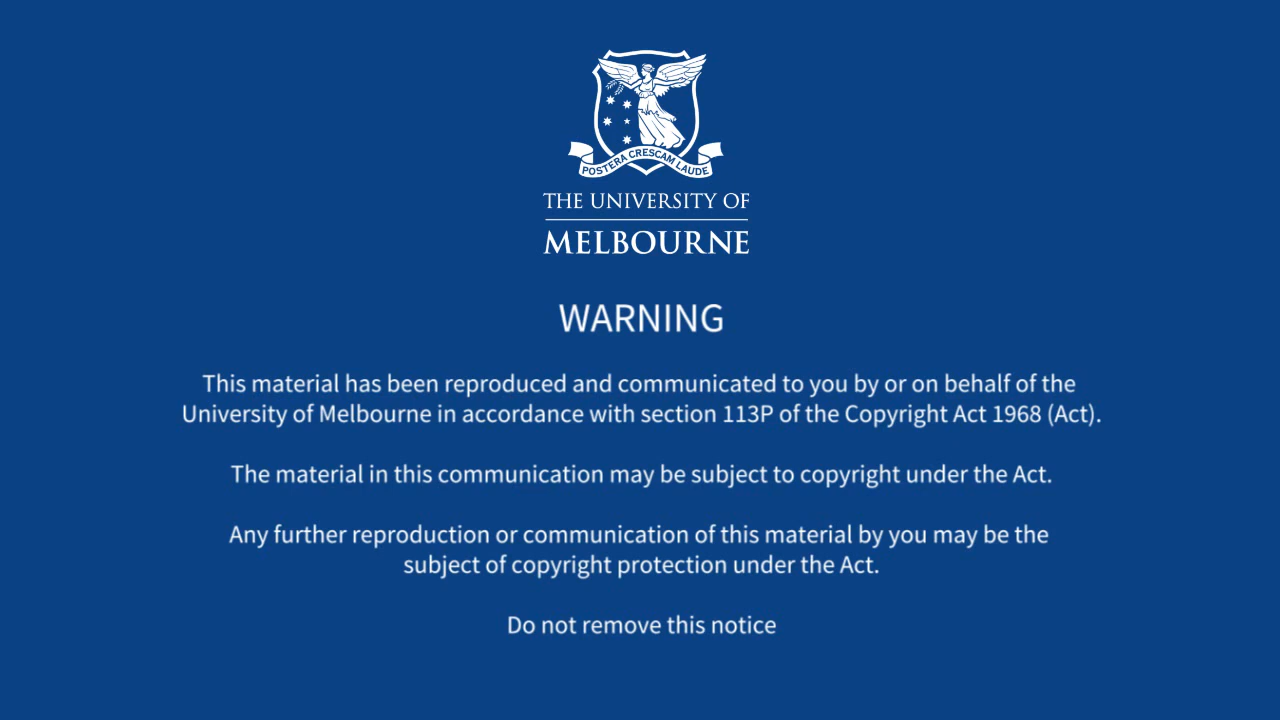 POSTERA CRESCAM LAUDE
THE UNIVERSITY OF
MELBOURNE
WARNING
This material has been reproduced and communicated to you by or on behalf of the
University of Melbourne in accordance with section 113P of the Copyright Act 1968 (Act).
The material in this communication may be subject to copyright under the Act.
Any further reproduction or communication of this material by you may be the
subject of copyright protection under the Act.
Do not remove this notice